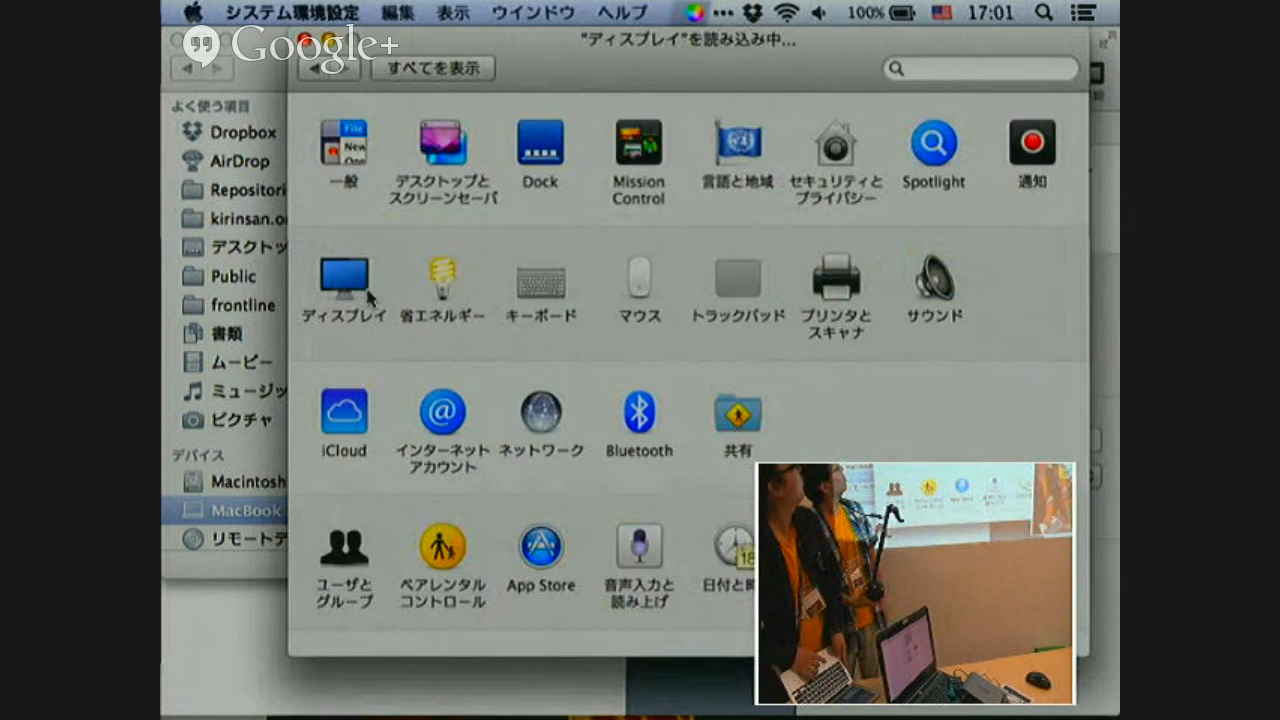 システム環境設定 編集 表示 ウインドウ ヘルプ 100% 17:01
Google+
"ディスプレイ"を読み込み中...
すべてを表示
よく使う項目
Dropbox
AirDrop
Repositori
kirinsan.o
デスクトッ
Public
frontline
書類
ムービー
ミュージッ
ピクチャ
デバイス
Macintosh
MacBook
リモートデ
一般
デスクトップと
スクリーンセーバ
Dock
Mission
Control
言語と地域
セキュリティと
プライバシー
Spotlight
通知
ディスプレイ
省エネルギー
キーボード
マウス
トラックパッド
プリンタと
スキャナ
サウンド
iCloud
インターネット
アカウント
ネットワーク
Bluetooth
共有
ユーザと
グループ
ペアレンタル
コントロール
App Store
音声入力と
読み上げ
日付と時
File
New
18